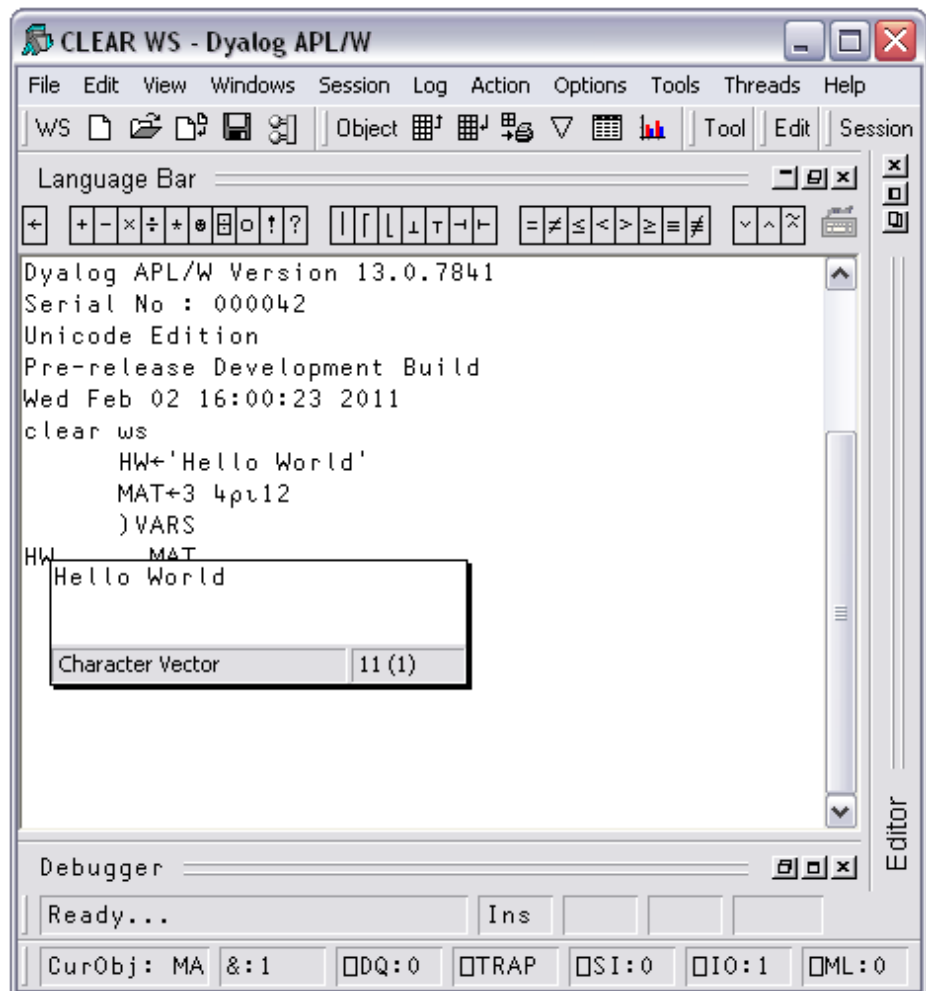 CLEAR WS - Dyalog APL/W
File Edit View Windows Session Log Action Options Tools Threads Help
WS Object Tool Edit Session
Language Bar
← + - × ÷ * ⍟ ⌹ ○ ! ? | ⌈ ⌊ ⊥ ⊤ ⊣ ⊢ = ≠ ≤ < > ≥ ≡ ≢ ∨ ∧ ⍲
Dyalog APL/W Version 13.0.7841
Serial No : 000042
Unicode Edition
Pre-release Development Build
Wed Feb 02 16:00:23 2011
clear ws
HW←'Hello World'
MAT←3 4⍴⍳12
)VARS
HW MAT
Hello World
Character Vector 11 (1)
Editor
Debugger
Ready... Ins
CurObj: MA &:1 ⎕DQ:0 ⎕TRAP ⎕SI:0 ⎕IO:1 ⎕ML:0